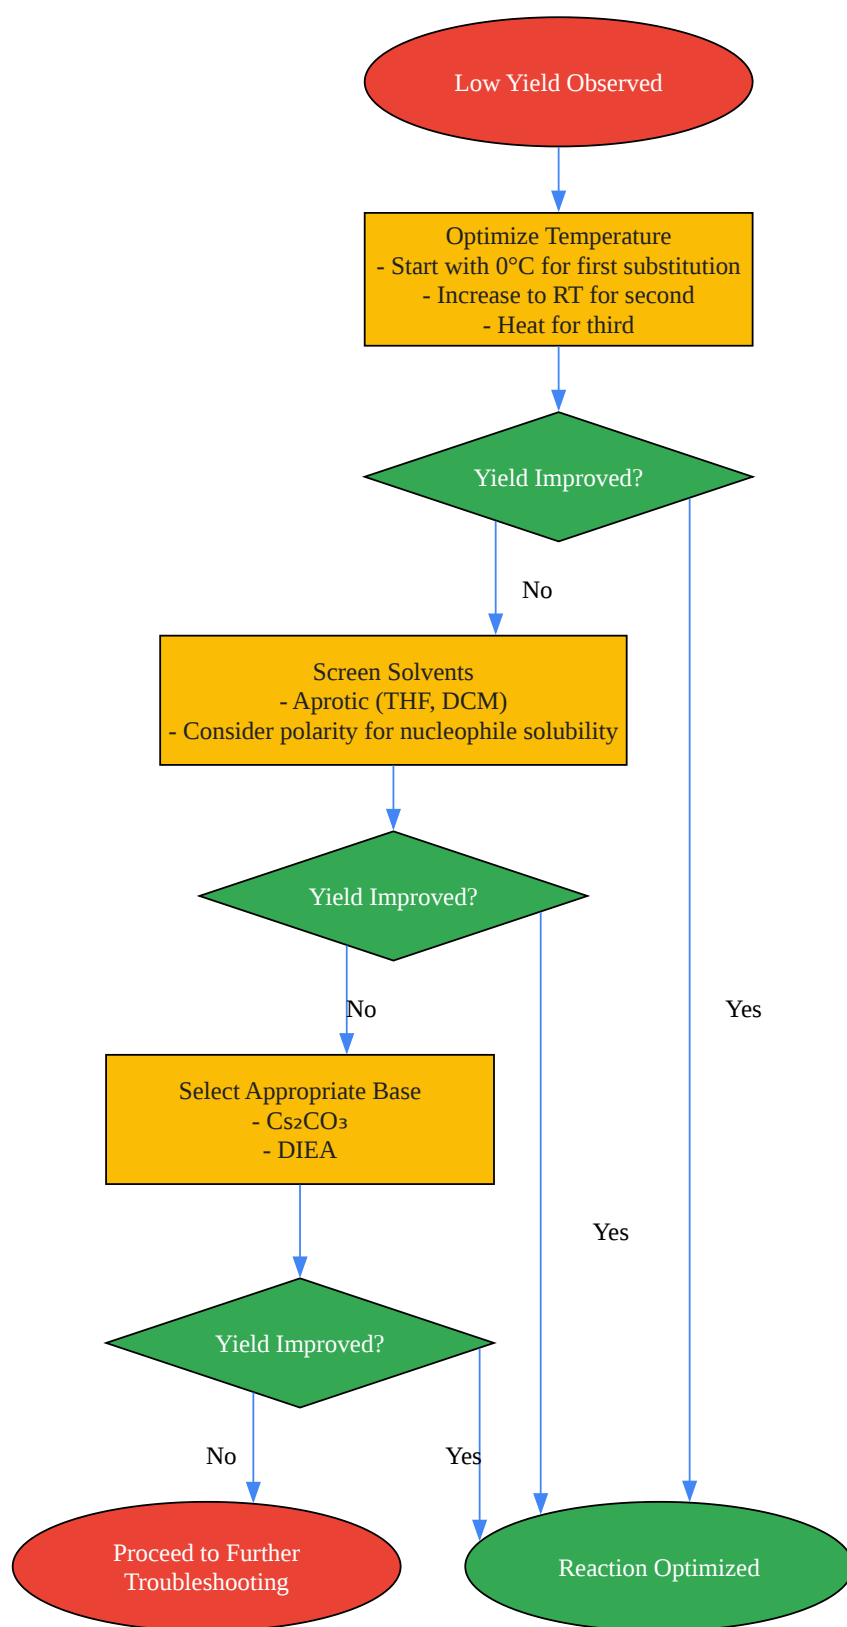 Low Yield Observed
Optimize Temperature
- Start with 0°C for first substitution
- Increase to RT for second
- Heat for third
Yield Improved?
No
Screen Solvents
- Aprotic (THF, DCM)
- Consider polarity for nucleophile solubility
Yield Improved?
No
Yes
Select Appropriate Base
- Cs₂CO₃
- DIEA
Yes
Yield Improved?
No
Yes
Proceed to Further
Troubleshooting
Reaction Optimized